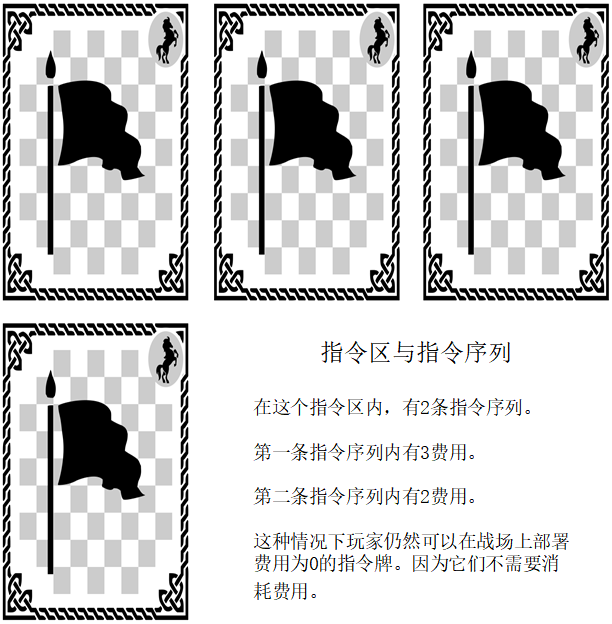 指令区与指令序列
在这个指令区内，有2条指令序列。
第一条指令序列内有3费用。
第二条指令序列内有2费用。
这种情况下玩家仍然可以在战场上部署
费用为0的指令牌。因为它们不需要消
耗费用。